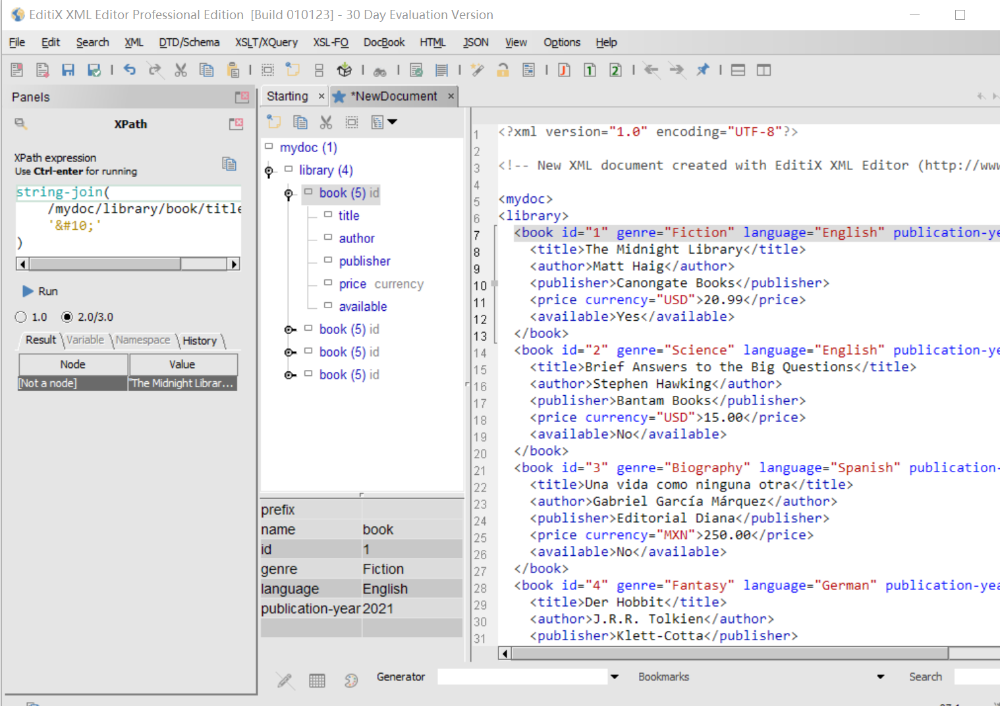 EditiX XML Editor Professional Edition [Build 010123] - 30 Day Evaluation Version
File Edit Search XML DTD/Schema XSLT/XQuery XSL-FO DocBook HTML JSON View Options Help
Panels
XPath
XPath expression
Use Ctrl-enter for running
string-join(
/mydoc/library/book/title
'&#10;'
)
Run
1.0 2.0/3.0
Result Variable Namespace History
Node Value
[Not a node] "The Midnight Librar...
Starting × *NewDocument ×
mydoc (1)
library (4)
book (5) id
title
author
publisher
price currency
available
book (5) id
book (5) id
book (5) id
prefix
name book
id 1
genre Fiction
language English
publication-year 2021
1 <?xml version="1.0" encoding="UTF-8"?>
2
3 <!-- New XML document created with EditiX XML Editor (http://www
4
5 <mydoc>
6 <library>
7 <book id="1" genre="Fiction" language="English" publication-ye
8 <title>The Midnight Library</title>
9 <author>Matt Haig</author>
10 <publisher>Canongate Books</publisher>
11 <price currency="USD">20.99</price>
12 <available>Yes</available>
13 </book>
14 <book id="2" genre="Science" language="English" publication-ye
15 <title>Brief Answers to the Big Questions</title>
16 <author>Stephen Hawking</author>
17 <publisher>Bantam Books</publisher>
18 <price currency="USD">15.00</price>
19 <available>No</available>
20 </book>
21 <book id="3" genre="Biography" language="Spanish" publication-
22 <title>Una vida como ninguna otra</title>
23 <author>Gabriel García Márquez</author>
24 <publisher>Editorial Diana</publisher>
25 <price currency="MXN">250.00</price>
26 <available>No</available>
27 </book>
28 <book id="4" genre="Fantasy" language="German" publication-yea
29 <title>Der Hobbit</title>
30 <author>J.R.R. Tolkien</author>
31 <publisher>Klett-Cotta</publisher>
Generator Bookmarks Search